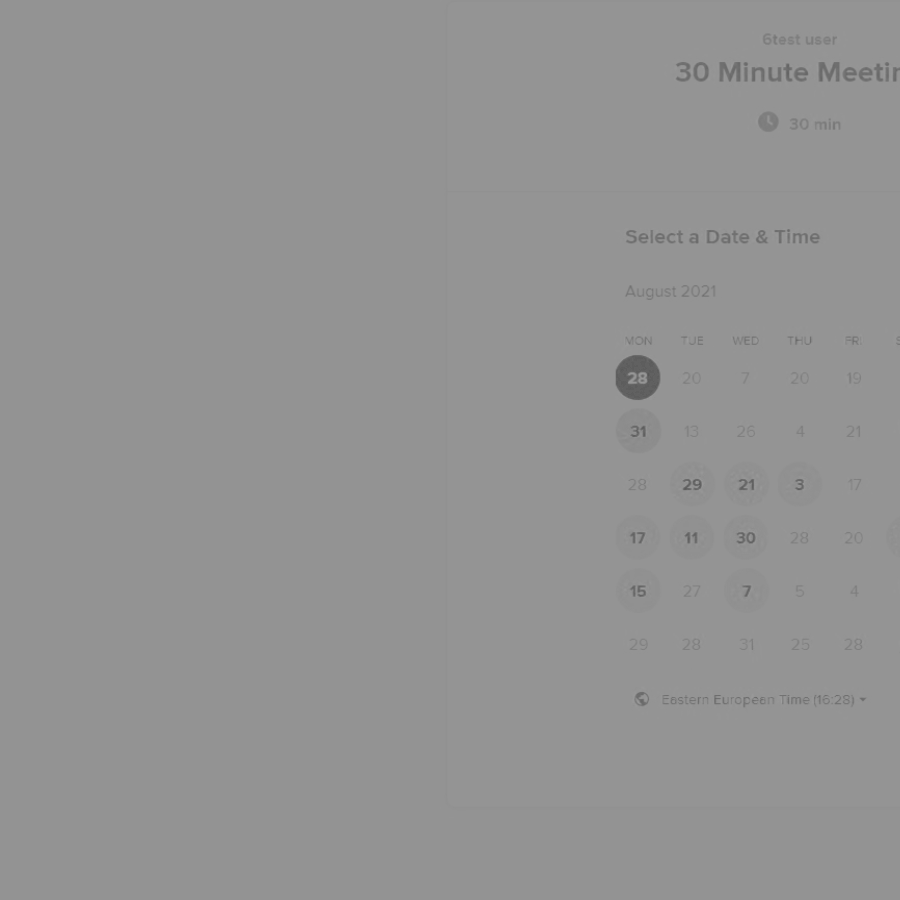 6test user
30 Minute
30 min
Select a Date & Time
August 2021
MON TUE WED THU FRI
28 20 7 20 19
31 13 26 4 21
28 29 21 3 17
17 11 30 28 20
15 27 7 5 4
29 28 31 25 28
Eastern European Time (16:28)